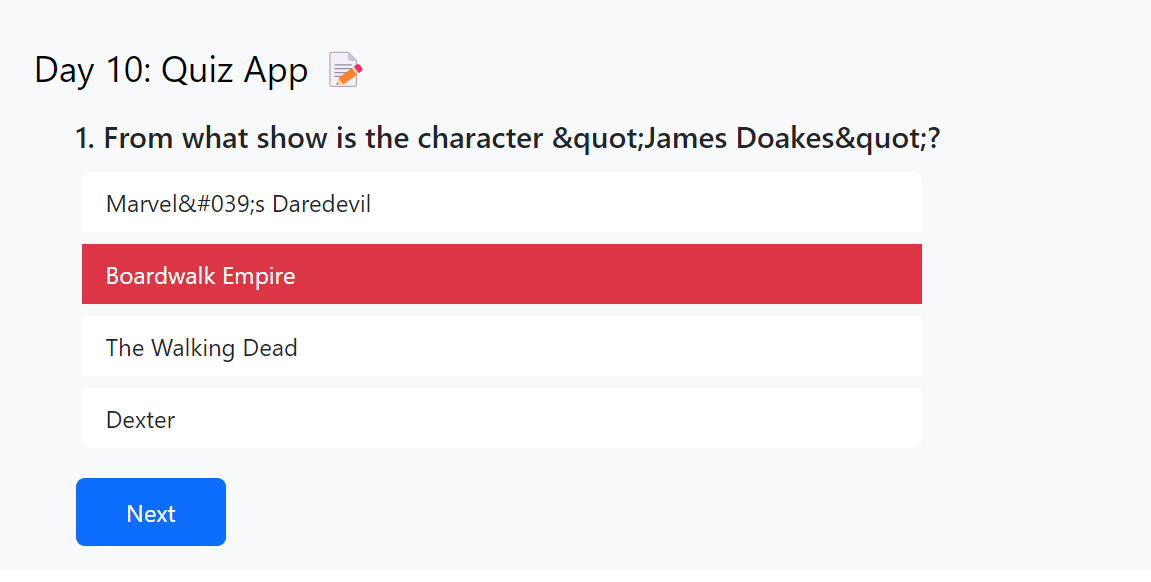 Day 10: Quiz App 📝
1. From what show is the character &quot;James Doakes&quot;?
Marvel&#039;s Daredevil
Boardwalk Empire
The Walking Dead
Dexter
Next